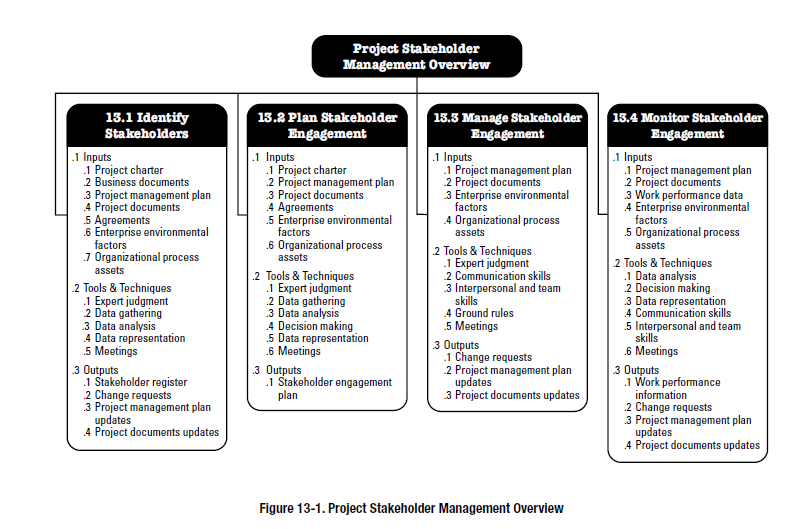 Project Stakeholder
Management Overview
13.1 Identify
Stakeholders
.1 Inputs
.1 Project charter
.2 Business documents
.3 Project management plan
.4 Project documents
.5 Agreements
.6 Enterprise environmental
factors
.7 Organizational process
assets
.2 Tools & Techniques
.1 Expert judgment
.2 Data gathering
.3 Data analysis
.4 Data representation
.5 Meetings
.3 Outputs
.1 Stakeholder register
.2 Change requests
.3 Project management plan
updates
.4 Project documents updates
13.2 Plan Stakeholder
Engagement
.1 Inputs
.1 Project charter
.2 Project management plan
.3 Project documents
.4 Agreements
.5 Enterprise environmental
factors
.6 Organizational process
assets
.2 Tools & Techniques
.1 Expert judgment
.2 Data gathering
.3 Data analysis
.4 Decision making
.5 Data representation
.6 Meetings
.3 Outputs
.1 Stakeholder engagement
plan
13.3 Manage Stakeholder
Engagement
.1 Inputs
.1 Project management plan
.2 Project documents
.3 Enterprise environmental
factors
.4 Organizational process
assets
.2 Tools & Techniques
.1 Expert judgment
.2 Communication skills
.3 Interpersonal and team
skills
.4 Ground rules
.5 Meetings
.3 Outputs
.1 Change requests
.2 Project management plan
updates
.3 Project documents updates
13.4 Monitor Stakeholder
Engagement
.1 Inputs
.1 Project management plan
.2 Project documents
.3 Work performance data
.4 Enterprise environmental
factors
.5 Organizational process
assets
.2 Tools & Techniques
.1 Data analysis
.2 Decision making
.3 Data representation
.4 Communication skills
.5 Interpersonal and team
skills
.6 Meetings
.3 Outputs
.1 Work performance
information
.2 Change requests
.3 Project management plan
updates
.4 Project documents updates
Figure 13-1. Project Stakeholder Management Overview